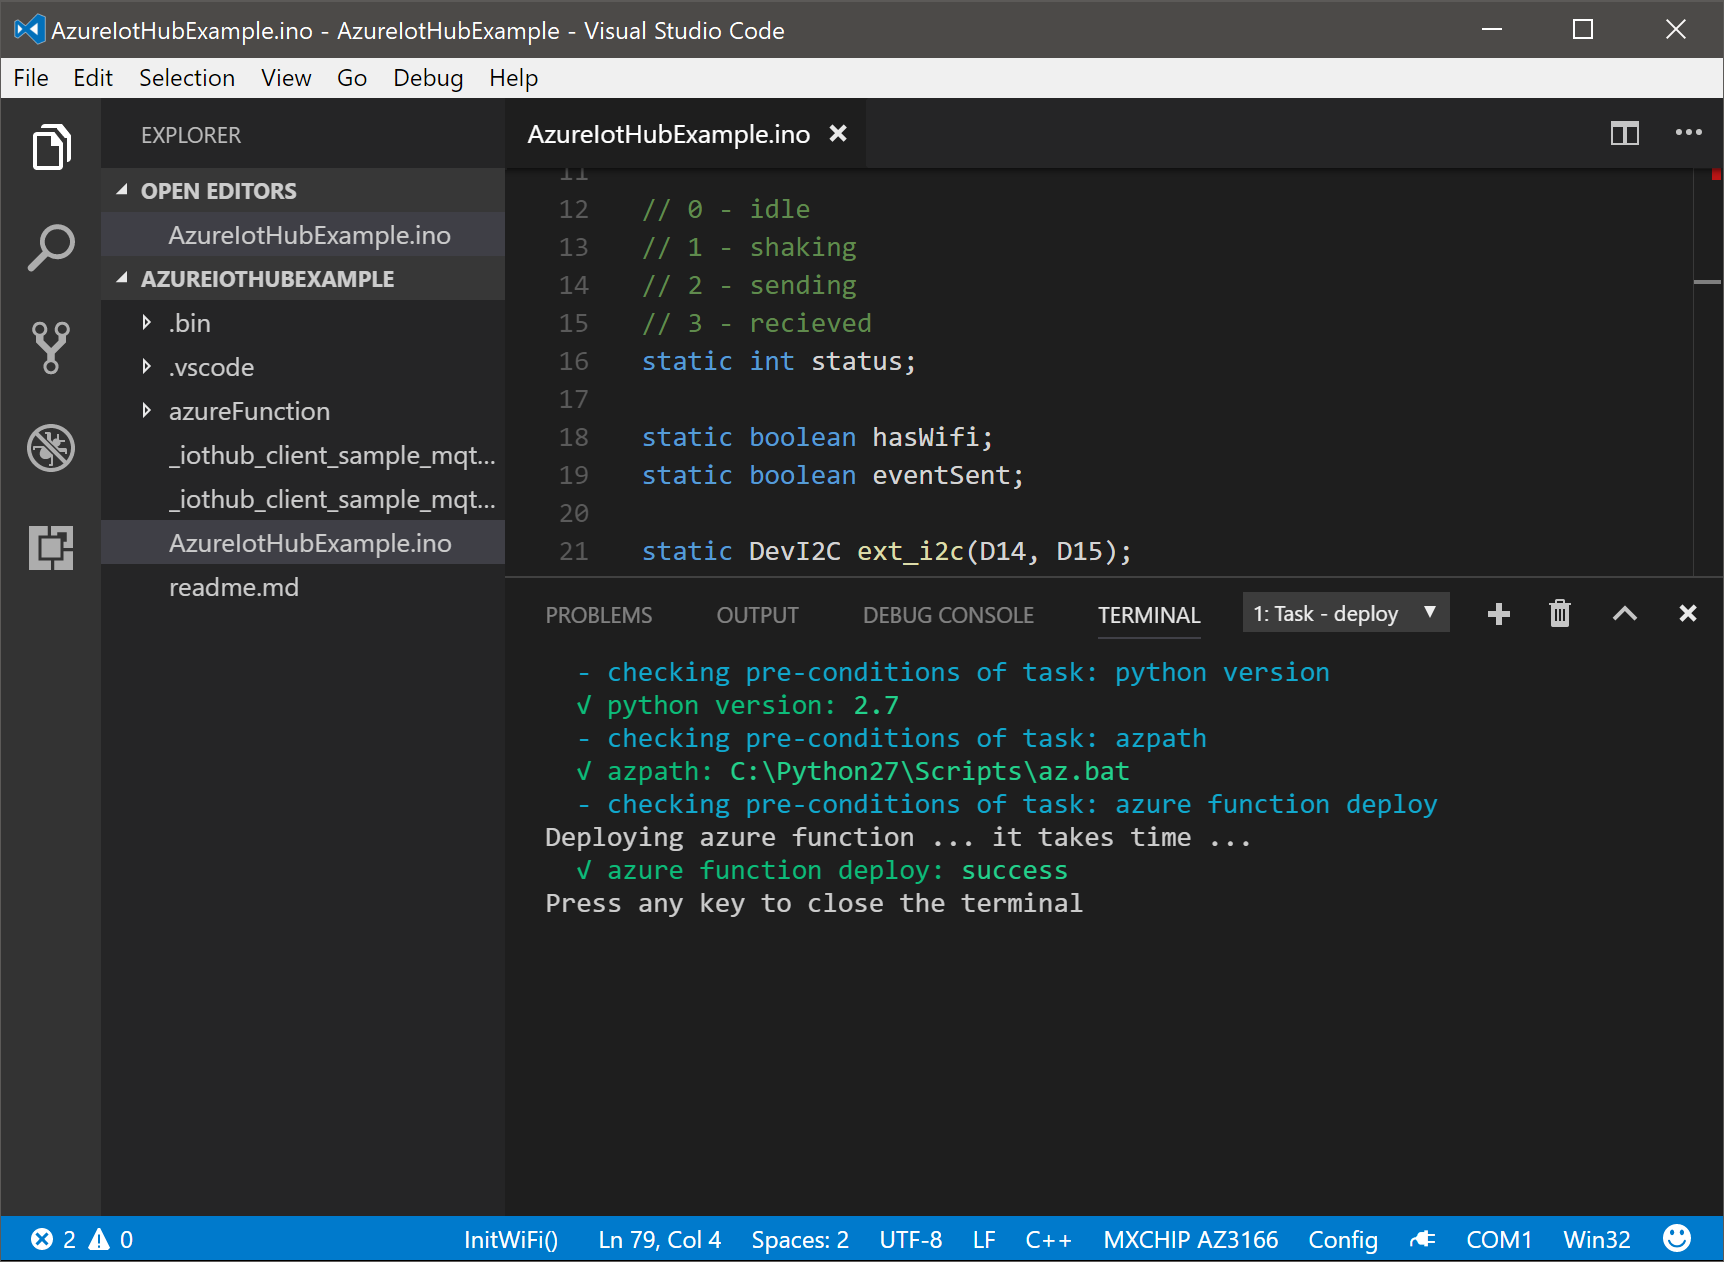 AzureIotHubExample.ino - AzureIotHubExample - Visual Studio Code
File Edit Selection View Go Debug Help
EXPLORER
OPEN EDITORS
AzureIotHubExample.ino
AZUREIOTHUBEXAMPLE
.bin
.vscode
azureFunction
_iothub_client_sample_mqt...
_iothub_client_sample_mqt...
AzureIotHubExample.ino
readme.md
AzureIotHubExample.ino
11
12 // 0 - idle
13 // 1 - shaking
14 // 2 - sending
15 // 3 - recieved
16 static int status;
17
18 static boolean hasWifi;
19 static boolean eventSent;
20
21 static DevI2C ext_i2c(D14, D15);
PROBLEMS OUTPUT DEBUG CONSOLE TERMINAL 1: Task - deploy
- checking pre-conditions of task: python version
√ python version: 2.7
- checking pre-conditions of task: azpath
√ azpath: C:\Python27\Scripts\az.bat
- checking pre-conditions of task: azure function deploy
Deploying azure function ... it takes time ...
√ azure function deploy: success
Press any key to close the terminal
2 0 InitWiFi() Ln 79, Col 4 Spaces: 2 UTF-8 LF C++ MXCHIP AZ3166 Config COM1 Win32